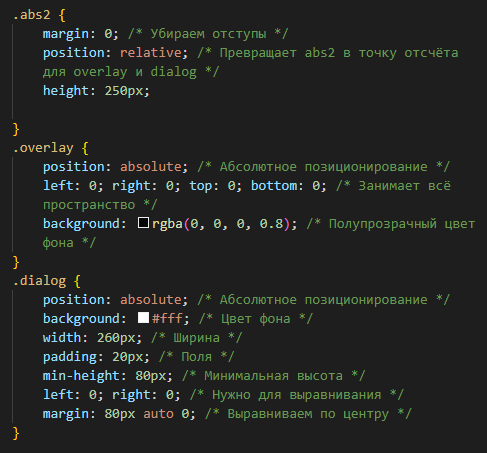 .abs2 {
margin: 0; /* Убираем отступы */
position: relative; /* Превращает abs2 в точку отсчёта
для overlay и dialog */
height: 250px;
}
.overlay {
position: absolute; /* Абсолютное позиционирование */
left: 0; right: 0; top: 0; bottom: 0; /* Занимает всё
пространство */
background: rgba(0, 0, 0, 0.8); /* Полупрозрачный цвет
фона */
}
.dialog {
position: absolute; /* Абсолютное позиционирование */
background: #fff; /* Цвет фона */
width: 260px; /* Ширина */
padding: 20px; /* Поля */
min-height: 80px; /* Минимальная высота */
left: 0; right: 0; /* Нужно для выравнивания */
margin: 80px auto 0; /* Выравниваем по центру */
}